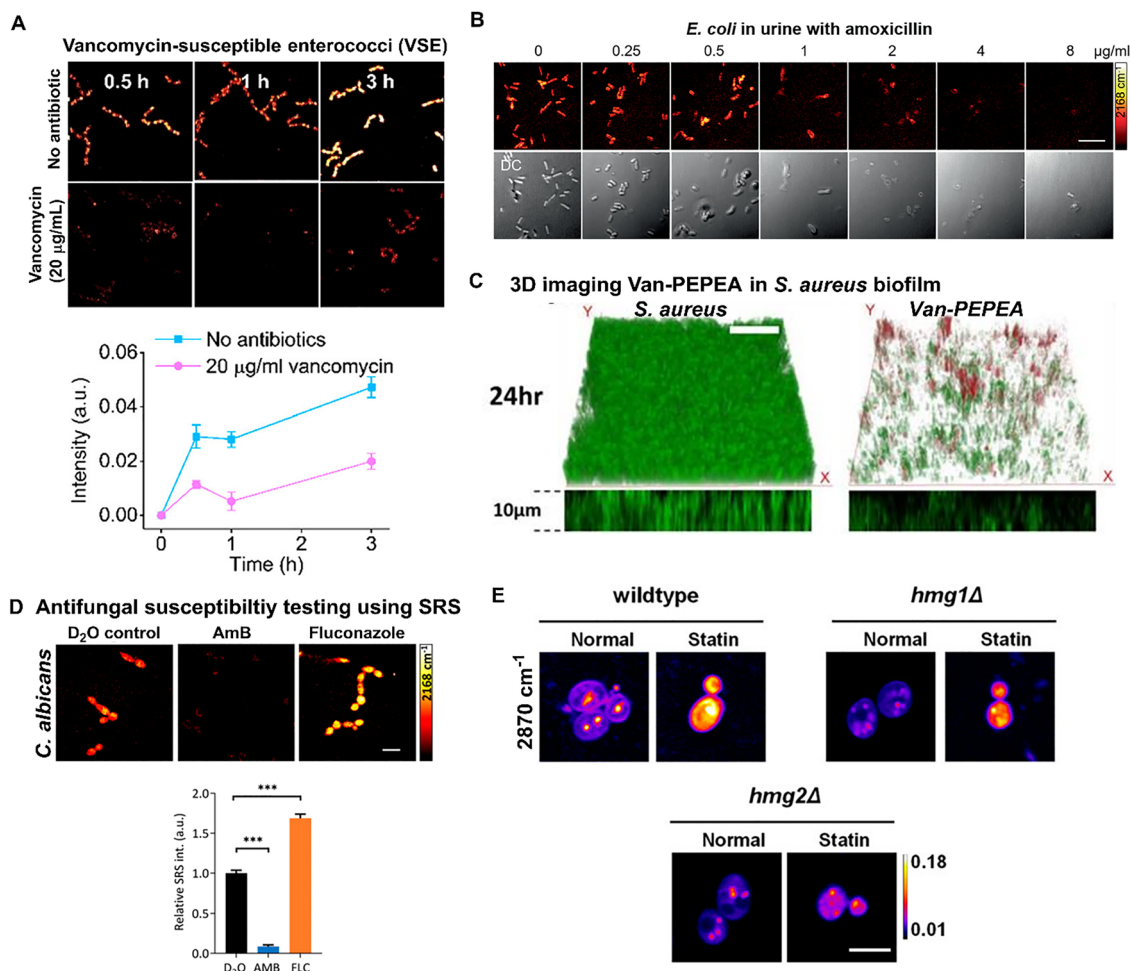 A
Vancomycin-susceptible enterococci (VSE)
No antibiotic
0.5 h
1 h
3 h
Vancomycin
(20 μg/mL)
No antibiotics
20 μg/ml vancomycin
Intensity (a.u.)
0.06
0.04
0.02
0.00
0 1 2 3
Time (h)
B
E. coli in urine with amoxicillin
0 0.25 0.5 1 2 4 8 μg/ml
2168 cm-1
DC
C 3D imaging Van-PEPEA in S. aureus biofilm
S. aureus
Van-PEPEA
24hr
Y
X
Y
X
10μm
D Antifungal susceptibiltiy testing using SRS
D2O control AmB Fluconazole
C. albicans
2168 cm-1
***
***
Relative SRS int. (a.u.)
2.0
1.5
1.0
0.5
0.0
D2O AMB FLC
E
wildtype
Normal Statin
hmg1Δ
Normal Statin
2870 cm-1
hmg2Δ
Normal Statin
0.18
0.01